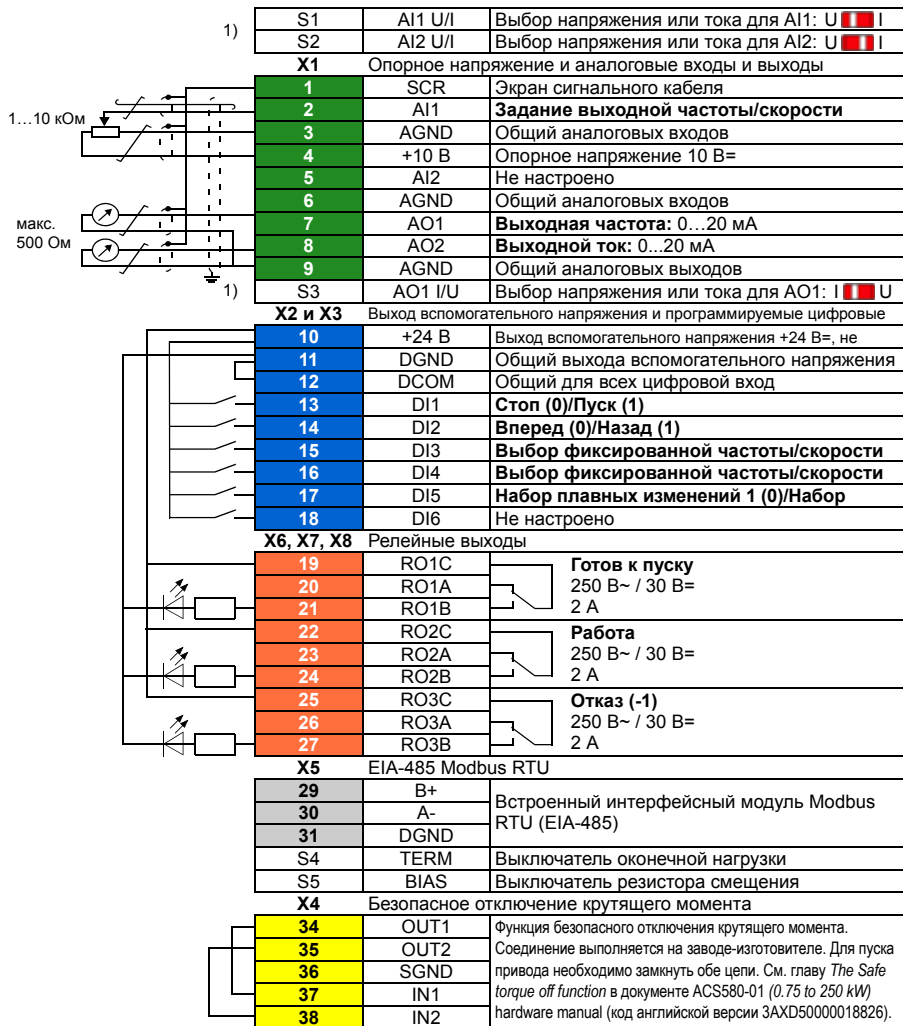 1) S1 AI1 U/I Выбор напряжения или тока для AI1: U I
S2 AI2 U/I Выбор напряжения или тока для AI2: U I
X1 Опорное напряжение и аналоговые входы и выходы
1 SCR Экран сигнального кабеля
2 AI1 Задание выходной частоты/скорости
1…10 кОм
3 AGND Общий аналоговых входов
4 +10 В Опорное напряжение 10 В=
5 AI2 Не настроено
6 AGND Общий аналоговых входов
макс.
500 Ом
7 AO1 Выходная частота: 0…20 мА
8 AO2 Выходной ток: 0...20 мА
9 AGND Общий аналоговых выходов
1) S3 AO1 I/U Выбор напряжения или тока для AO1: I U
X2 и X3 Выход вспомогательного напряжения и программируемые цифровые
10 +24 В Выход вспомогательного напряжения +24 В=, не
11 DGND Общий выхода вспомогательного напряжения
12 DCOM Общий для всех цифровой вход
13 DI1 Стоп (0)/Пуск (1)
14 DI2 Вперед (0)/Назад (1)
15 DI3 Выбор фиксированной частоты/скорости
16 DI4 Выбор фиксированной частоты/скорости
17 DI5 Набор плавных изменений 1 (0)/Набор
18 DI6 Не настроено
X6, X7, X8 Релейные выходы
19 RO1C Готов к пуску
20 RO1A 250 В~ / 30 В=
21 RO1B 2 А
22 RO2C Работа
23 RO2A 250 В~ / 30 В=
24 RO2B 2 А
25 RO3C Отказ (-1)
26 RO3A 250 В~ / 30 В=
27 RO3B 2 А
X5 EIA-485 Modbus RTU
29 B+
30 A-
31 DGND
Встроенный интерфейсный модуль Modbus
RTU (EIA-485)
S4 TERM Выключатель оконечной нагрузки
S5 BIAS Выключатель резистора смещения
X4 Безопасное отключение крутящего момента
34 OUT1 Функция безопасного отключения крутящего момента.
35 OUT2 Соединение выполняется на заводе-изготовителе. Для пуска
36 SGND привода необходимо замкнуть обе цепи. См. главу The Safe
37 IN1 torque off function в документе ACS580-01 (0.75 to 250 kW)
38 IN2 hardware manual (код английской версии 3AXD50000018826).